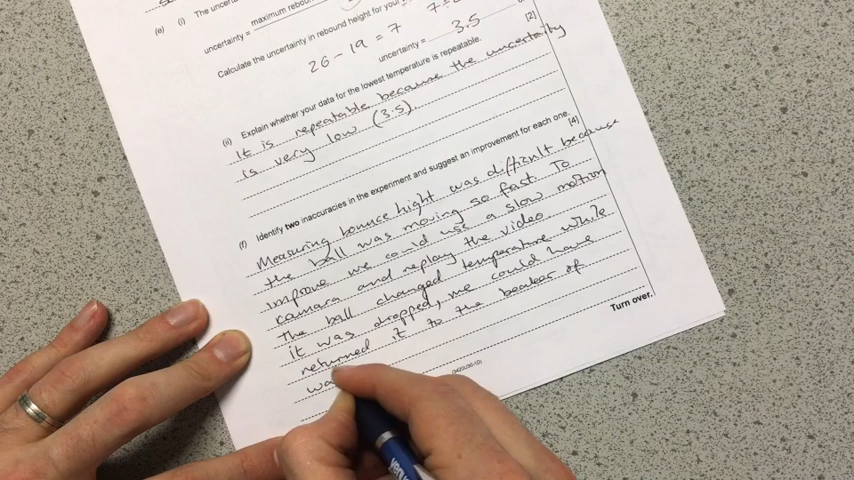 (e) (i) The uncertainty
maximum rebound
uncertainty =
Calculate the uncertainty in rebound height for your
26 - 19 = 7
uncertainty = 3.5
[2]
(ii) Explain whether your data for the lowest temperature is repeatable.
It is repeatable because the uncertainty
is very low (3.5)
[4]
(f) Identify two inaccuracies in the experiment and suggest an improvement for each one.
Measuring bounce hight was difficult because
the ball was moving so fast. To
improve we could use a slow motion
camara and replay the video.
the ball changed temperature while
it was dropped, we could have
returned it to the beaker of
wa
Turn over.